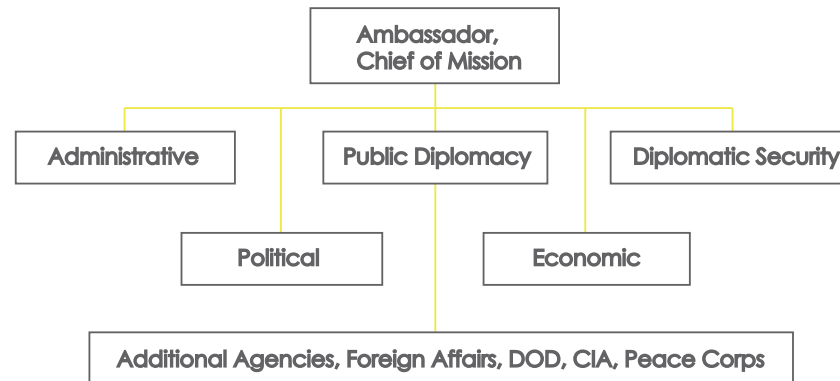 Ambassador,
Chief of Mission
Administrative
Public Diplomacy
Diplomatic Security
Political
Economic
Additional Agencies, Foreign Affairs, DOD, CIA, Peace Corps